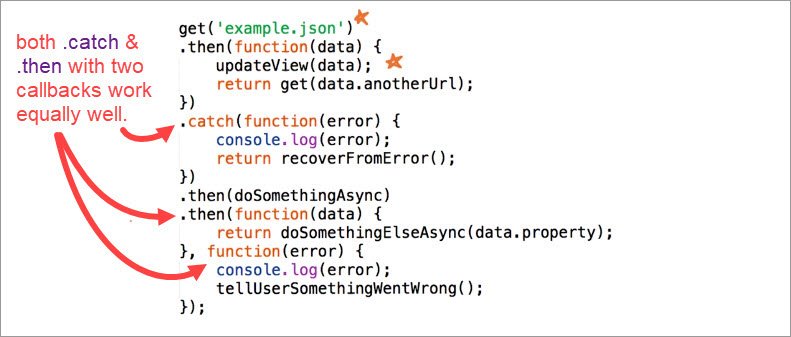 both .catch &
.then with two
callbacks work
equally well.
get('example.json')
.then(function(data) {
    updateView(data);
    return get(data.anotherUrl);
})
.catch(function(error) {
    console.log(error);
    return recoverFromError();
})
.then(doSomethingAsync)
.then(function(data) {
    return doSomethingElseAsync(data.property);
}, function(error) {
    console.log(error);
    tellUserSomethingWentWrong();
});